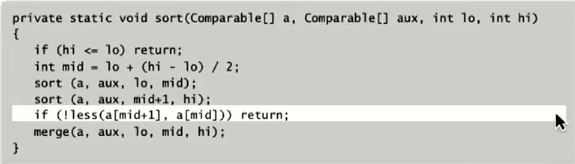 private static void sort(Comparable[] a, Comparable[] aux, int lo, int hi)
{
if (hi <= lo) return;
int mid = lo + (hi - lo) / 2;
sort (a, aux, lo, mid);
sort (a, aux, mid+1, hi);
if (!less(a[mid+1], a[mid])) return;
merge(a, aux, lo, mid, hi);
}